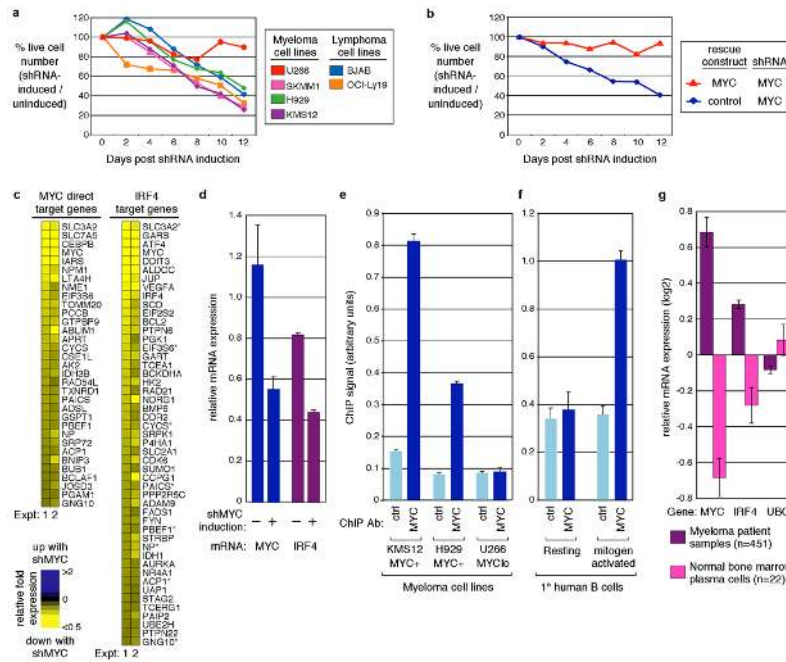 a
% live cell
number
(shRNA-
induced /
uninduced)
120
100
80
60
40
20
0
0 2 4 6 8 10 12
Days post shRNA induction
Myeloma
cell lines
U266
SKMM1
H929
KMS12
Lymphoma
cell lines
BJAB
OCI-Ly19
b
% live cell
number
(shRNA-
induced /
uninduced)
120
100
80
60
40
20
0
0 2 4 6 8 10 12
Days post shRNA induction
rescue
construct
shRNA
MYC MYC
control MYC
c
MYC direct
target genes
SLC3A2
SLC7A5
CEBPB
MYC
IARS
NPM1
LTA4H
NME1
EIF3S6
TOMM20
PCCB
GTPBP9
ABLIM1
APRT
CYCS
CSE1L
AK2
IDH3B
RAD54L
TXNRD1
PAICS
ADSL
GSPT1
PBEF1
NP
SRP72
ACP1
BNIP3
BUB1
BCLAF1
JOSD3
PGAM1
GNG10
Expt: 1 2
IRF4
target genes
SLC3A2*
GARS
ATF4
MYC
DDIT3
ALDOC
JUP
VEGFA
IRF4
SCD
EIF2S2
BCL2
PTPN6
PGK1
EIF3S6*
GART
TCEA1
BCKDHA
HK2
RAD21
NDRG1
BMP6
DDR2
CYCS*
SRPK1
P4HA1
SLC2A1
CDK6
SUMO1
CCPG1
PAICS*
PPP2R5C
ADAM9
FADS1
FYN
PBEF1*
STRBP
NP*
IDH1
AURKA
NR4A1
ACP1*
UAP1
STAG2
TCERG1
PAIP2
UBE2H
PTPN22
GNG10*
Expt: 1 2
up with
shMYC
relative fold
expression
>2
0
<0.5
down with
shMYC
d
relative mRNA expression
1.4
1.2
1.0
0.8
0.6
0.4
0.2
0
shMYC
induction:
– + – +
mRNA: MYC IRF4
e
ChIP signal (arbitrary units)
0.9
0.8
0.7
0.6
0.5
0.4
0.3
0.2
0.1
0
ChIP Ab:
ctrl MYC ctrl MYC ctrl MYC
KMS12
MYC+
H929
MYC+
U266
MYClo
Myeloma cell lines
f
1.2
1.0
0.8
0.6
0.4
0.2
0
ctrl MYC ctrl MYC
Resting
mitogen
activated
1° human B cells
g
relative mRNA expression (log2)
0.8
0.6
0.4
0.2
0
-0.2
-0.4
-0.6
-0.8
Gene: MYC IRF4 UBC
Myeloma patient
samples (n=451)
Normal bone marrow
plasma cells (n=22)